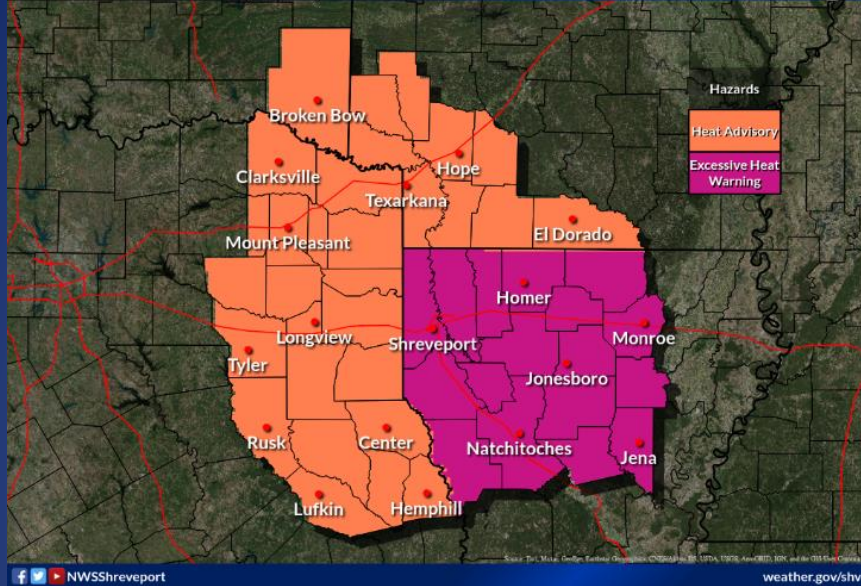 Hazards
Heat Advisory
Excessive Heat
Warning
Broken Bow
Clarksville
Hope
Texarkana
Mount Pleasant
El Dorado
Homer
Longview
Shreveport
Monroe
Tyler
Jonesboro
Rusk
Center
Natchitoches
Jena
Lufkin
Hemphill
NWSShreveport
weather.gov/shv